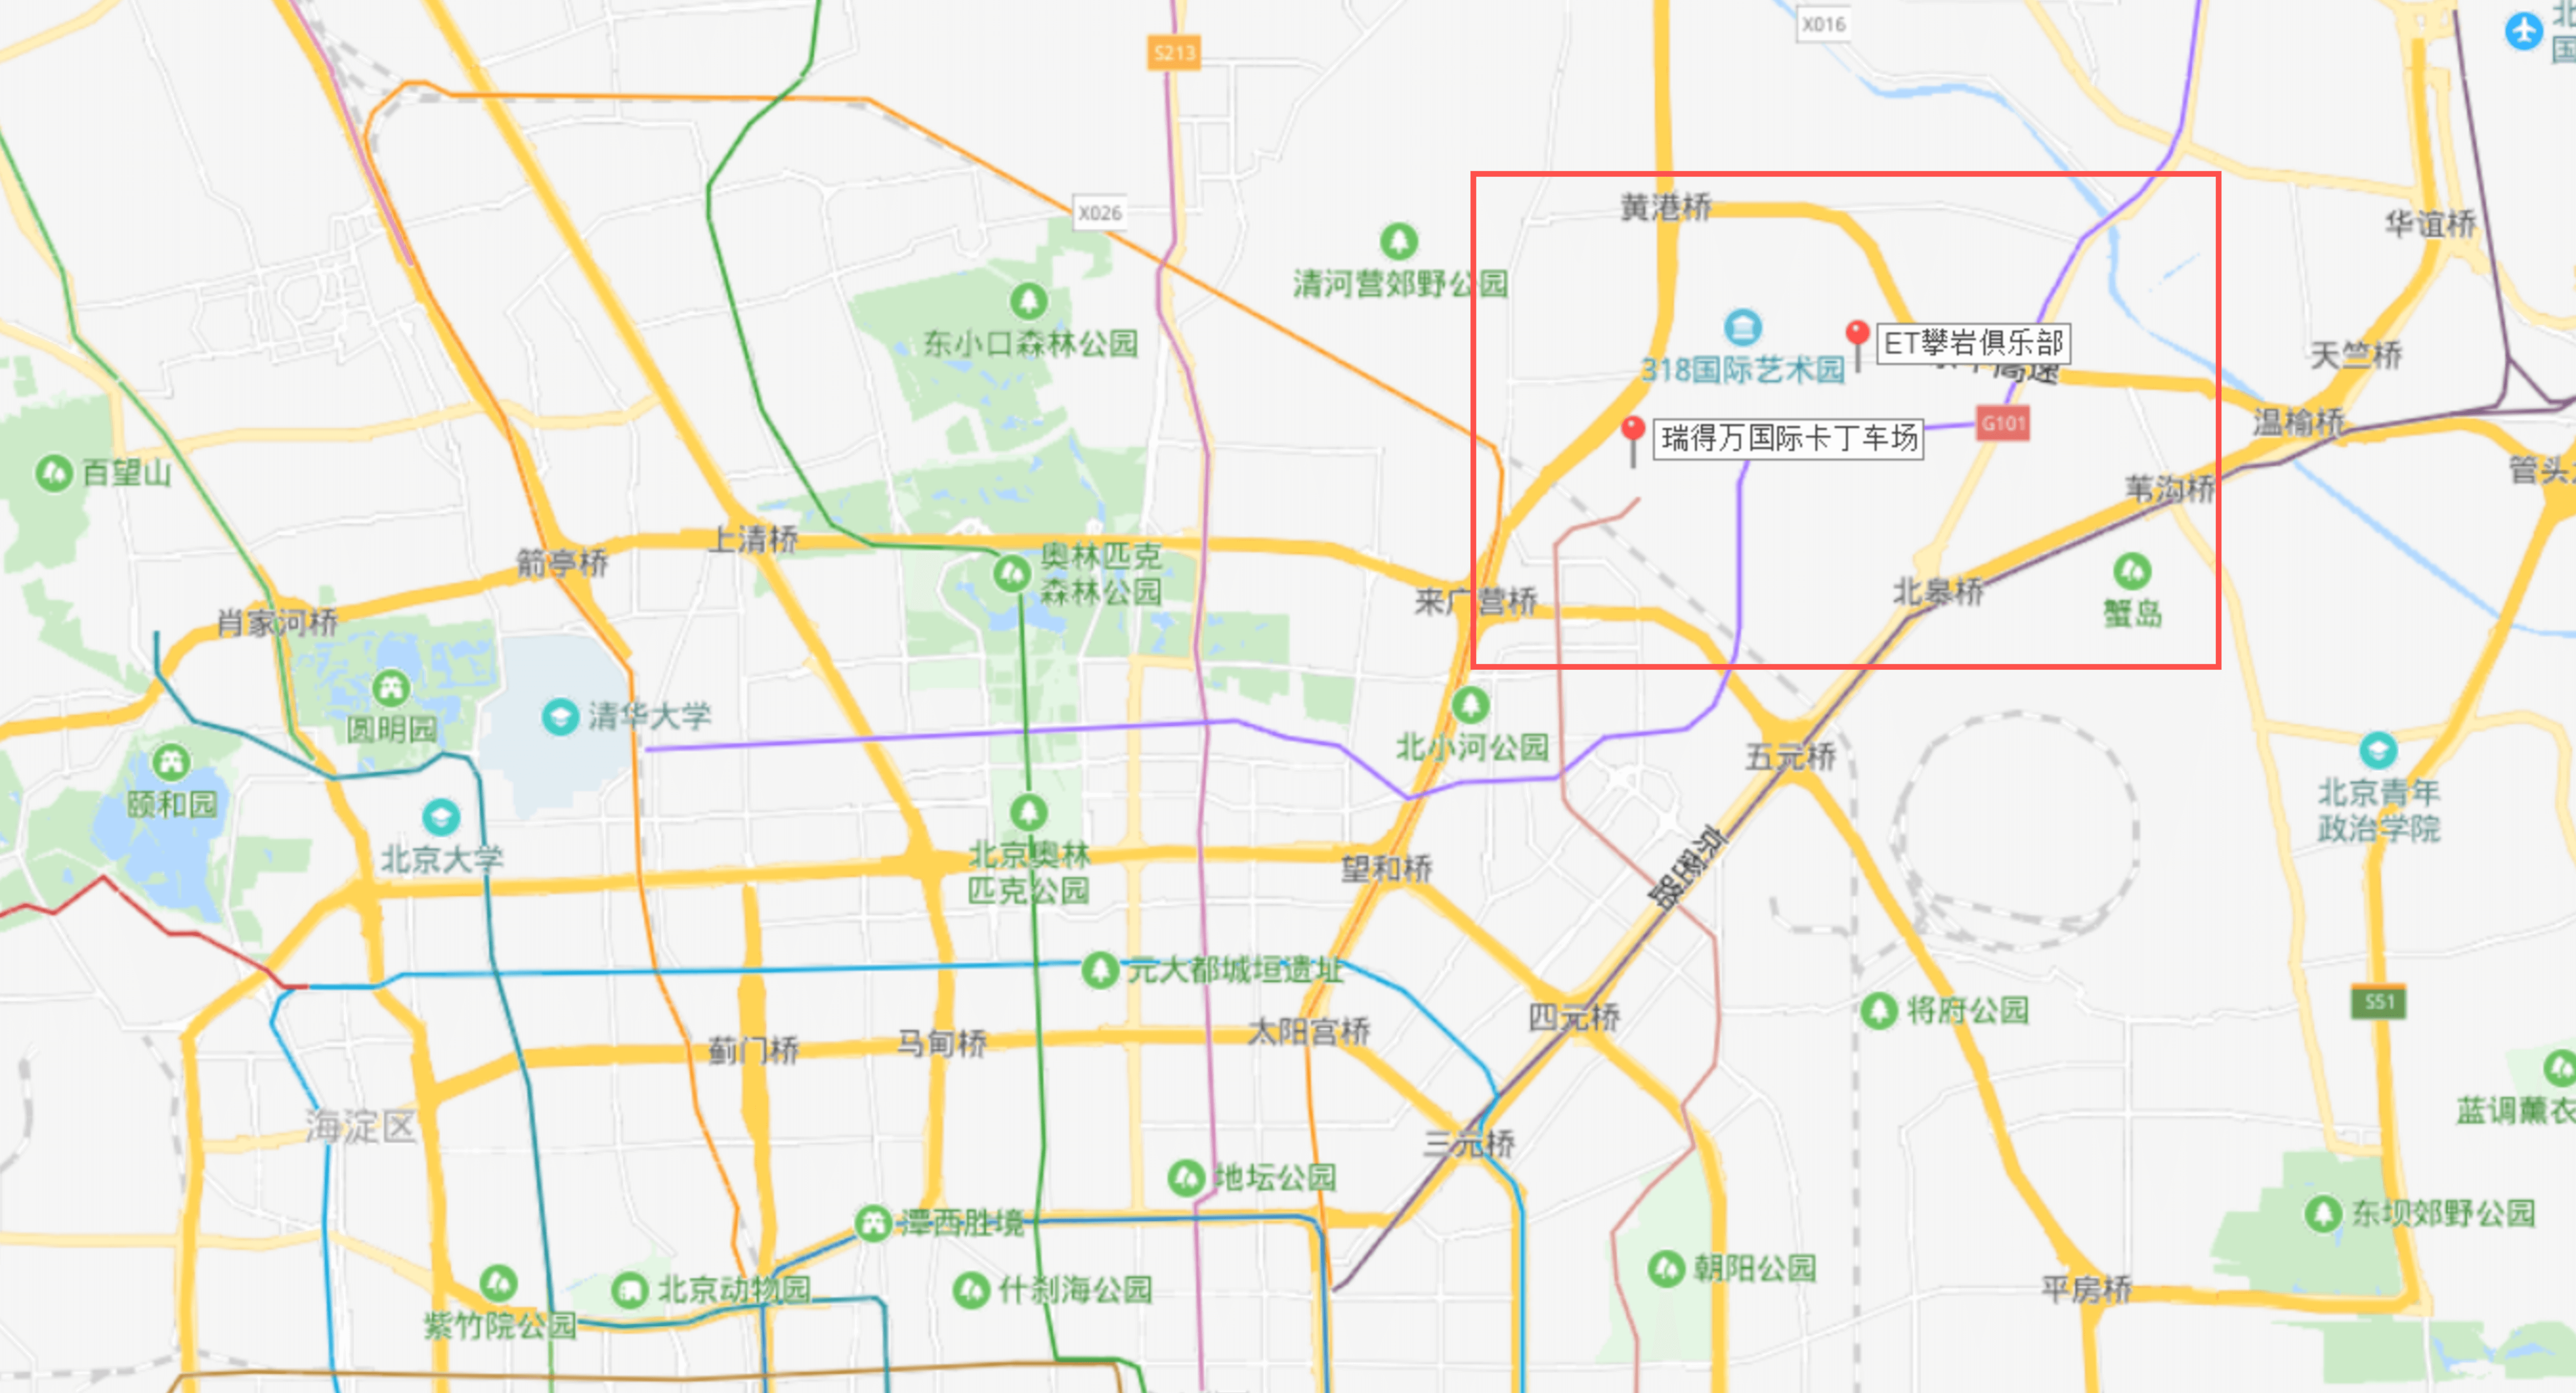 X016
北
国
S213
X026
黄港桥
华谊桥
清河营郊野公园
东小口森林公园
318国际艺术园
ET攀岩俱乐部
高速
天竺桥
瑞得万国际卡丁车场
G101
温榆桥
百望山
管头
苇沟桥
上清桥
箭亭桥
奥林匹克
森林公园
来广营桥
北皋桥
蟹岛
肖家河桥
清华大学
圆明园
北小河公园
五元桥
颐和园
北京青年
政治学院
北京大学
北京奥林
匹克公园
望和桥
京密路
元大都城垣遗址
四元桥
将府公园
S51
太阳宫桥
蓟门桥
马甸桥
海淀区
三元桥
蓝调薰衣
地坛公园
潭西胜境
东坝郊野公园
朝阳公园
北京动物园
什刹海公园
平房桥
紫竹院公园